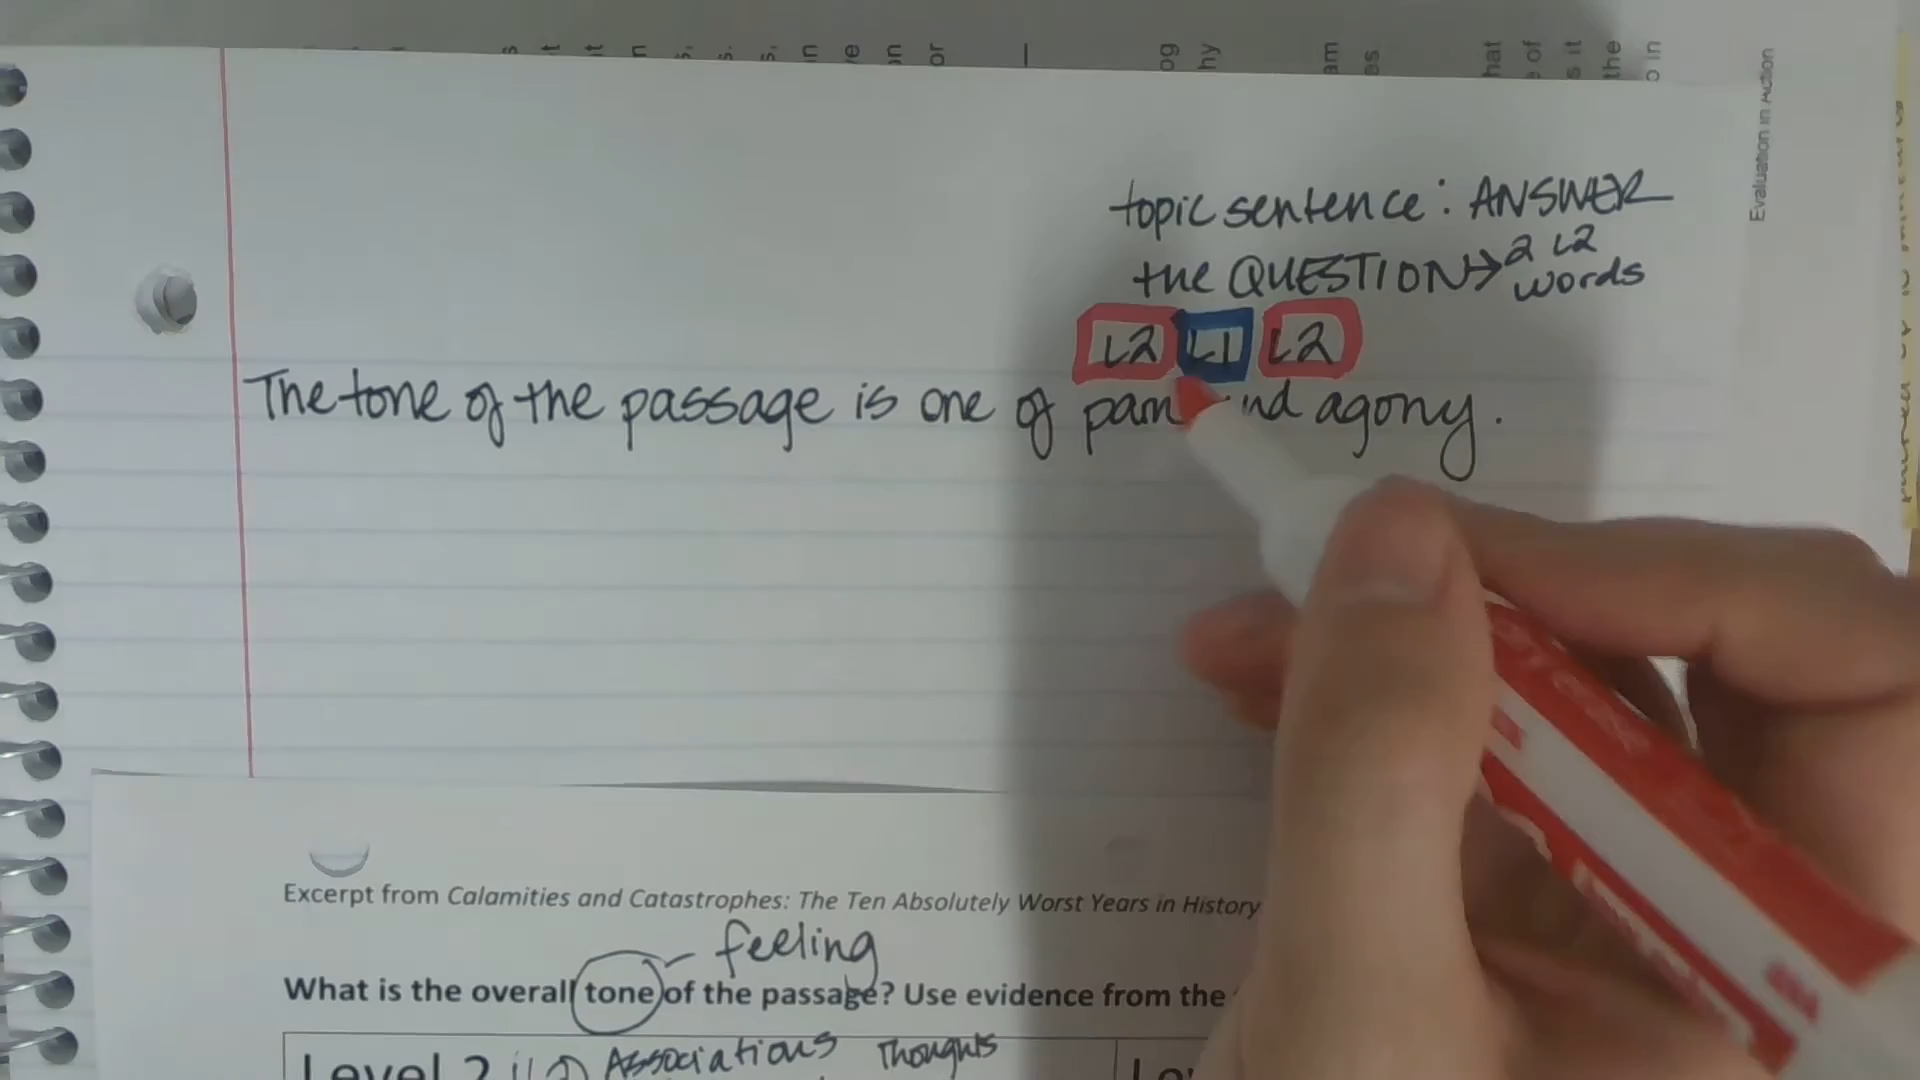 topic sentence: ANSWER
the QUESTION → 2 L2
words
L2 L1 L2
The tone of the passage is one of pain and agony.
Excerpt from Calamities and Catastrophes: The Ten Absolutely Worst Years in History
feeling
What is the overall tone of the passage? Use evidence from the
Level 2 Associations Thoughts
Evaluation in Action